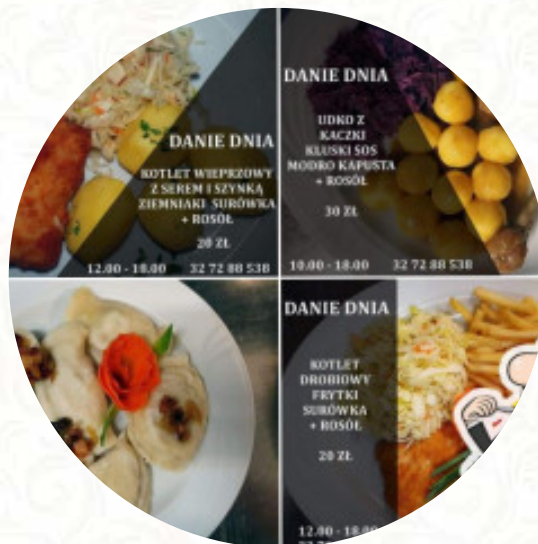 DANIE DNIA
KOTLET WIEPRZOWY
Z SEREM I SZYNKĄ
ZIEMNIAKI SURÓWKA
+ ROSÓŁ
20 ZŁ
12.00 - 18.00 32 72 88 538
DANIE DNIA
UDKO Z
KACZKI
KLUSKI SOS
MODRO KAPUSTA
+ ROSÓŁ
30 ZŁ
10.00 - 18.00 32 72 88 538
DANIE DNIA
KOTLET
DROBIOWY
FRYTKI
SURÓWKA
+ ROSÓŁ
20 ZŁ
12.00 - 18.00